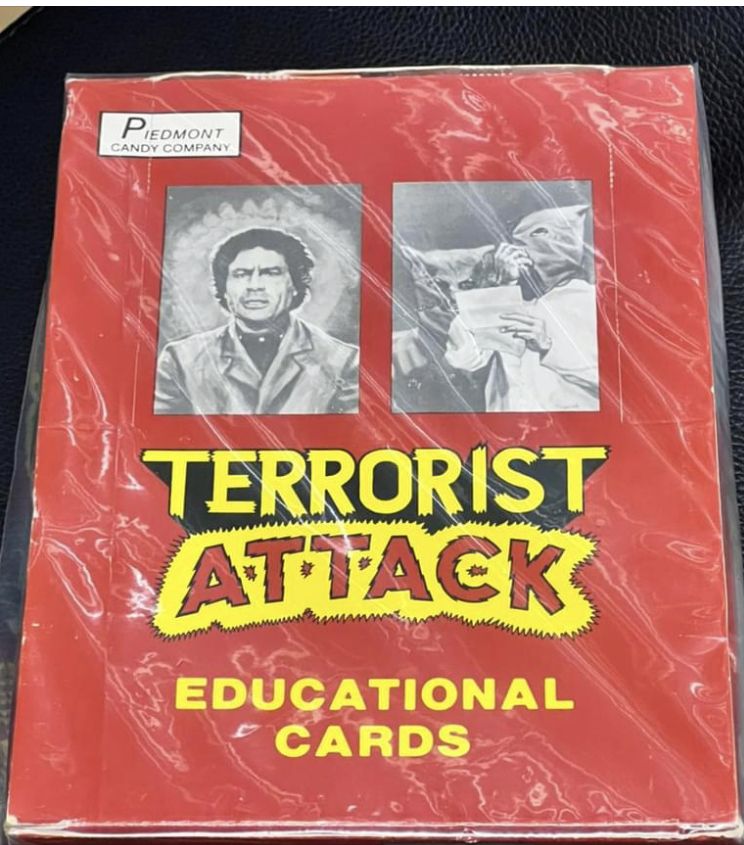 PIEDMONT
CANDY COMPANY
TERRORIST
ATTACK
EDUCATIONAL
CARDS